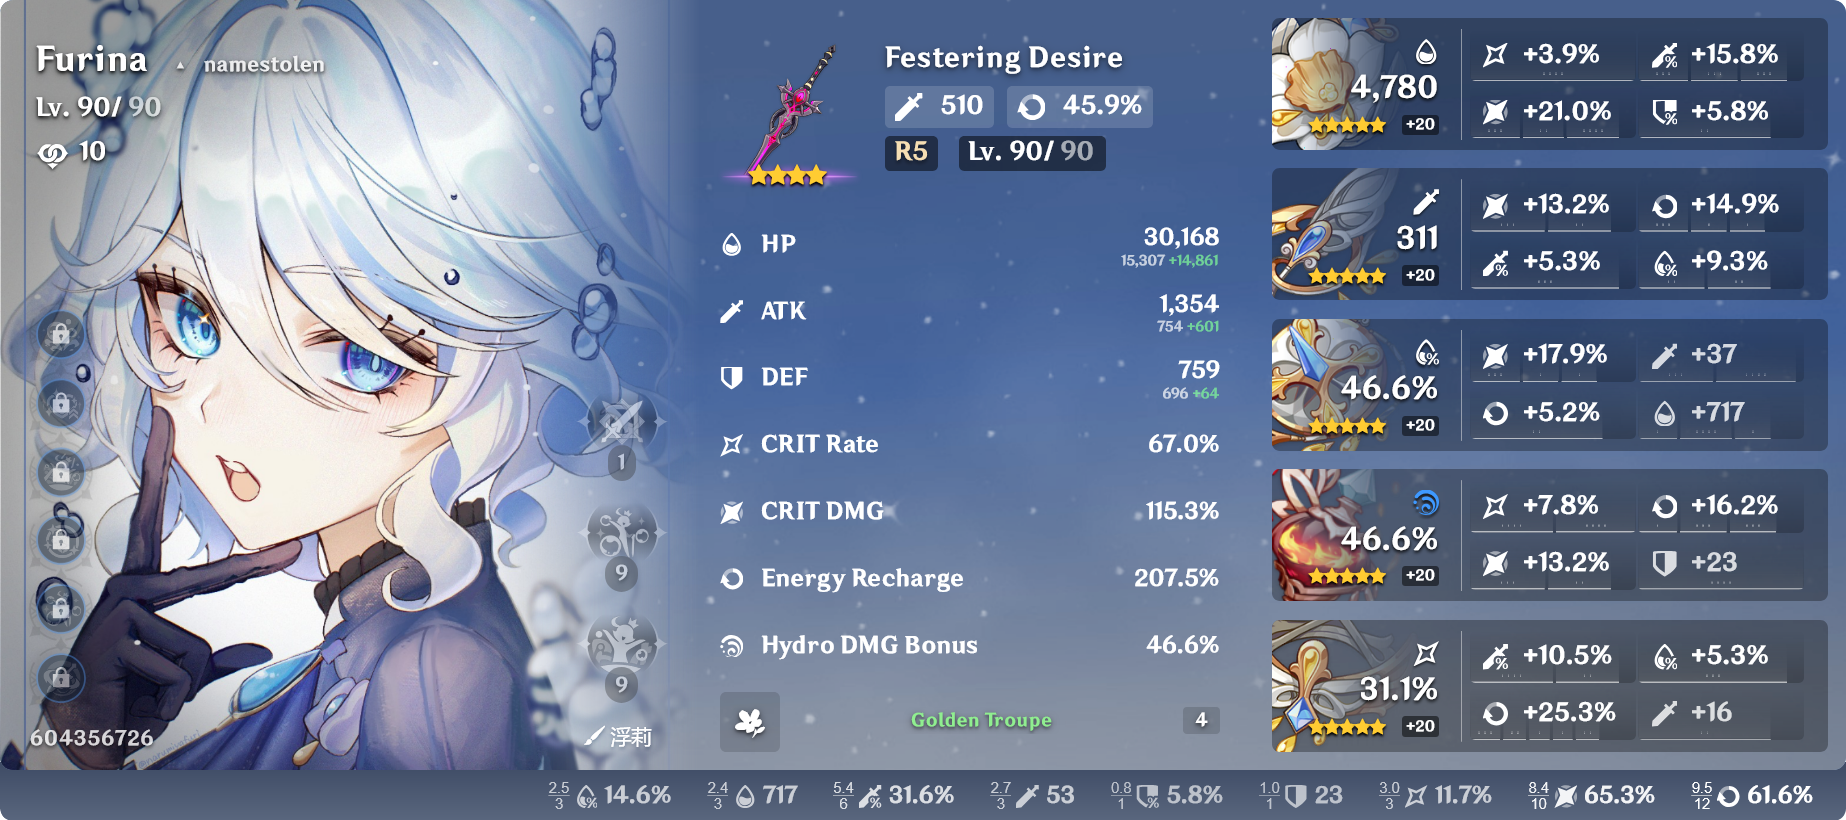 Furina ▲ namestolen
Lv. 90/ 90
10
1
9
9
604356726
浮莉
Festering Desire
510 45.9%
R5 Lv. 90/ 90
HP 30,168
15,307 +14,861
ATK 1,354
754 +601
DEF 759
696 +64
CRIT Rate 67.0%
CRIT DMG 115.3%
Energy Recharge 207.5%
Hydro DMG Bonus 46.6%
Golden Troupe 4
4,780
+20
+3.9% +15.8%
+21.0% +5.8%
311
+20
+13.2% +14.9%
+5.3% +9.3%
46.6%
+20
+17.9% +37
+5.2% +717
46.6%
+20
+7.8% +16.2%
+13.2% +23
31.1%
+20
+10.5% +5.3%
+25.3% +16
2.5 3 % 14.6% 2.4 3 717 5.4 6 % 31.6% 2.7 3 53 0.8 1 % 5.8% 1.0 1 23 3.0 3 11.7% 8.4 10 65.3% 9.5 12 61.6%